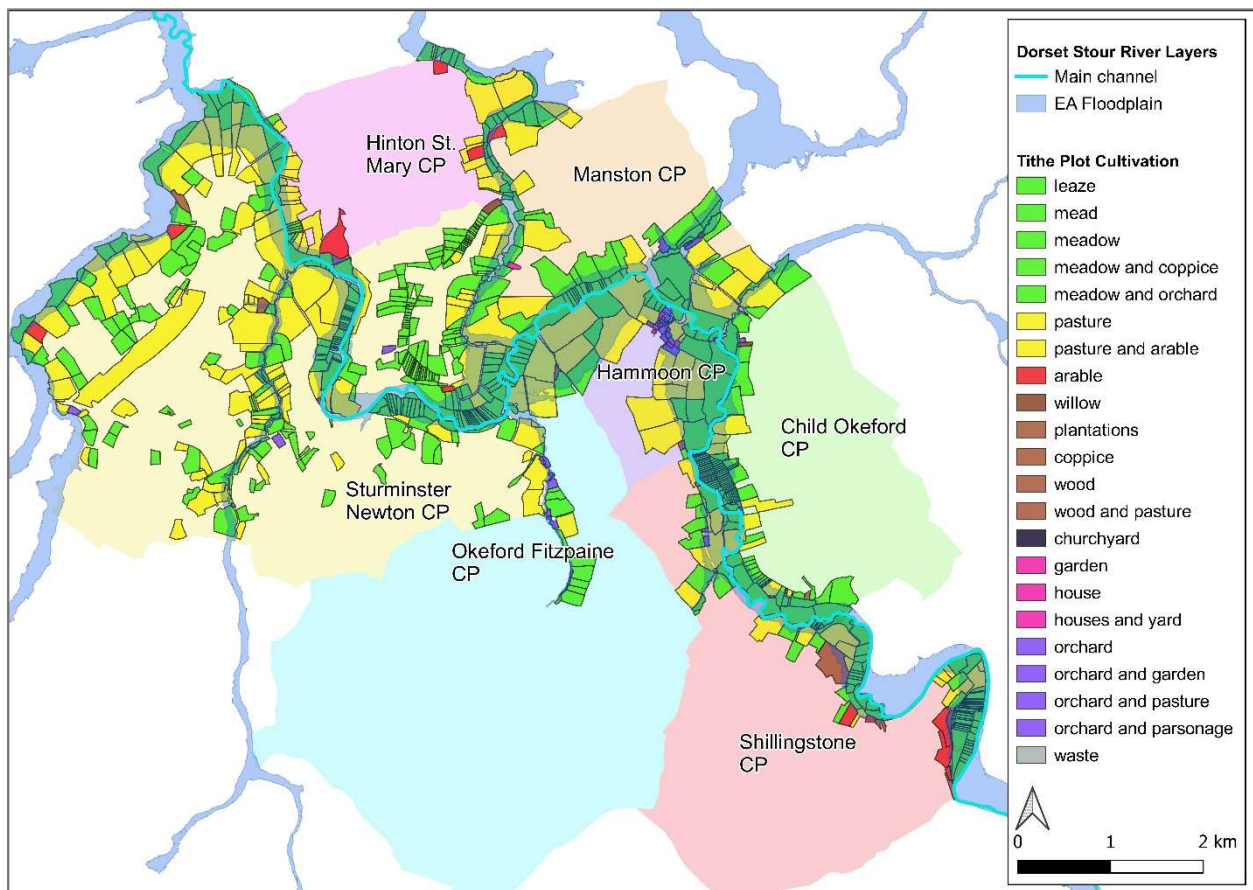 Hinton St.
Mary CP
Manston CP
Hammoon CP
Child Okeford
CP
Sturminster
Newton CP
Okeford Fitzpaine
CP
Shillingstone
CP
Dorset Stour River Layers
Main channel
EA Floodplain
Tithe Plot Cultivation
leaze
mead
meadow
meadow and coppice
meadow and orchard
pasture
pasture and arable
arable
willow
plantations
coppice
wood
wood and pasture
churchyard
garden
house
houses and yard
orchard
orchard and garden
orchard and pasture
orchard and parsonage
waste
0 1 2 km